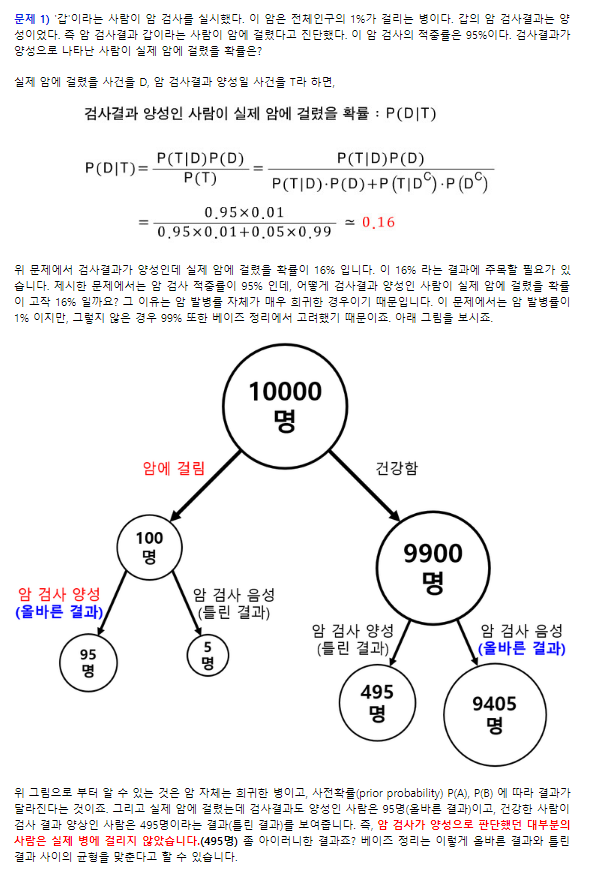 문제 1) '갑'이라는 사람이 암 검사를 실시했다. 이 암은 전체인구의 1%가 걸리는 병이다. 갑의 암 검사결과는 양
성이었다. 즉 암 검사결과 갑이라는 사람이 암에 걸렸다고 진단했다. 이 암 검사의 적중률은 95%이다. 검사결과가
양성으로 나타난 사람이 실제 암에 걸렸을 확률은?
실제 암에 걸렸을 사건을 D, 암 검사결과 양성일 사건을 T라 하면,
검사결과 양성인 사람이 실제 암에 걸렸을 확률 : P(D|T)
P(D|T)= P(T|D)P(D) / P(T) = P(T|D)P(D) / P(T|D)·P(D)+P(T|Dᶜ)·P(Dᶜ)
= 0.95×0.01 / 0.95×0.01+0.05×0.99 ≃ 0.16
위 문제에서 검사결과가 양성인데 실제 암에 걸렸을 확률이 16% 입니다. 이 16% 라는 결과에 주목할 필요가 있
습니다. 제시한 문제에서는 암 검사 적중률이 95% 인데, 어떻게 검사결과 양성인 사람이 실제 암에 걸렸을 확률
이 고작 16% 일까요? 그 이유는 암 발병률 자체가 매우 희귀한 경우이기 때문입니다. 이 문제에서는 암 발병률이
1% 이지만, 그렇지 않은 경우 99% 또한 베이즈 정리에서 고려했기 때문이죠. 아래 그림을 보시죠.
10000
명
암에 걸림
건강함
100
명
9900
명
암 검사 양성
(올바른 결과)
암 검사 음성
(틀린 결과)
암 검사 양성
(틀린 결과)
암 검사 음성
(올바른 결과)
95
명
5
명
495
명
9405
명
위 그림으로 부터 알 수 있는 것은 암 자체는 희귀한 병이고, 사전확률(prior probability) P(A), P(B) 에 따라 결과가
달라진다는 것이죠. 그리고 실제 암에 걸렸는데 검사결과도 양성인 사람은 95명(올바른 결과)이고, 건강한 사람이
검사 결과 양상인 사람은 495명이라는 결과(틀린 결과)를 보여줍니다. 즉, 암 검사가 양성으로 판단했던 대부분의
사람은 실제 병에 걸리지 않았습니다.(495명) 좀 아이러니한 결과죠? 베이즈 정리는 이렇게 올바른 결과와 틀린
결과 사이의 균형을 맞춘다고 할 수 있습니다.